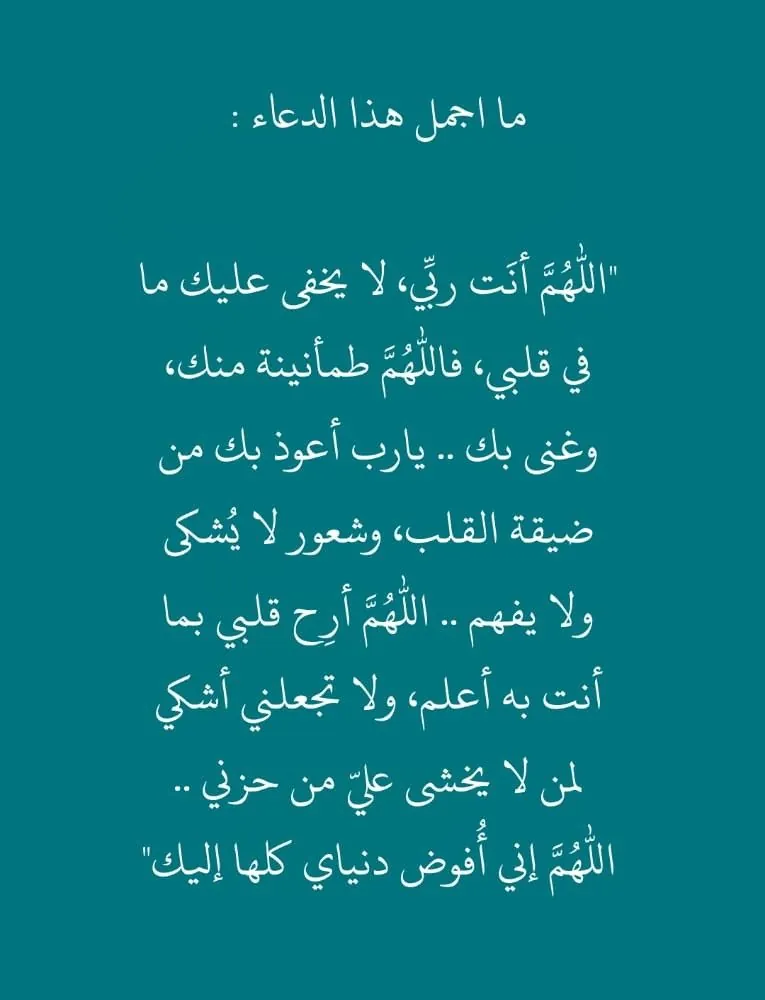 ما اجمل هذا الدعاء :
"اللّٰهُمَّ أنَت ربِّي، لا يخفى عليك ما
في قلبي، فاللّٰهُمَّ طمأنينة منك،
وغنى بك .. يارب أعوذ بك من
ضيقة القلب، وشعور لا يُشكى
ولا يفهم .. اللّٰهُمَّ أرِح قلبي بما
أنت به أعلم، ولا تجعلني أشكي
لمن لا يخشى عليّ من حزني ..
اللّٰهُمَّ إني أُفوض دنياي كلها إليك"